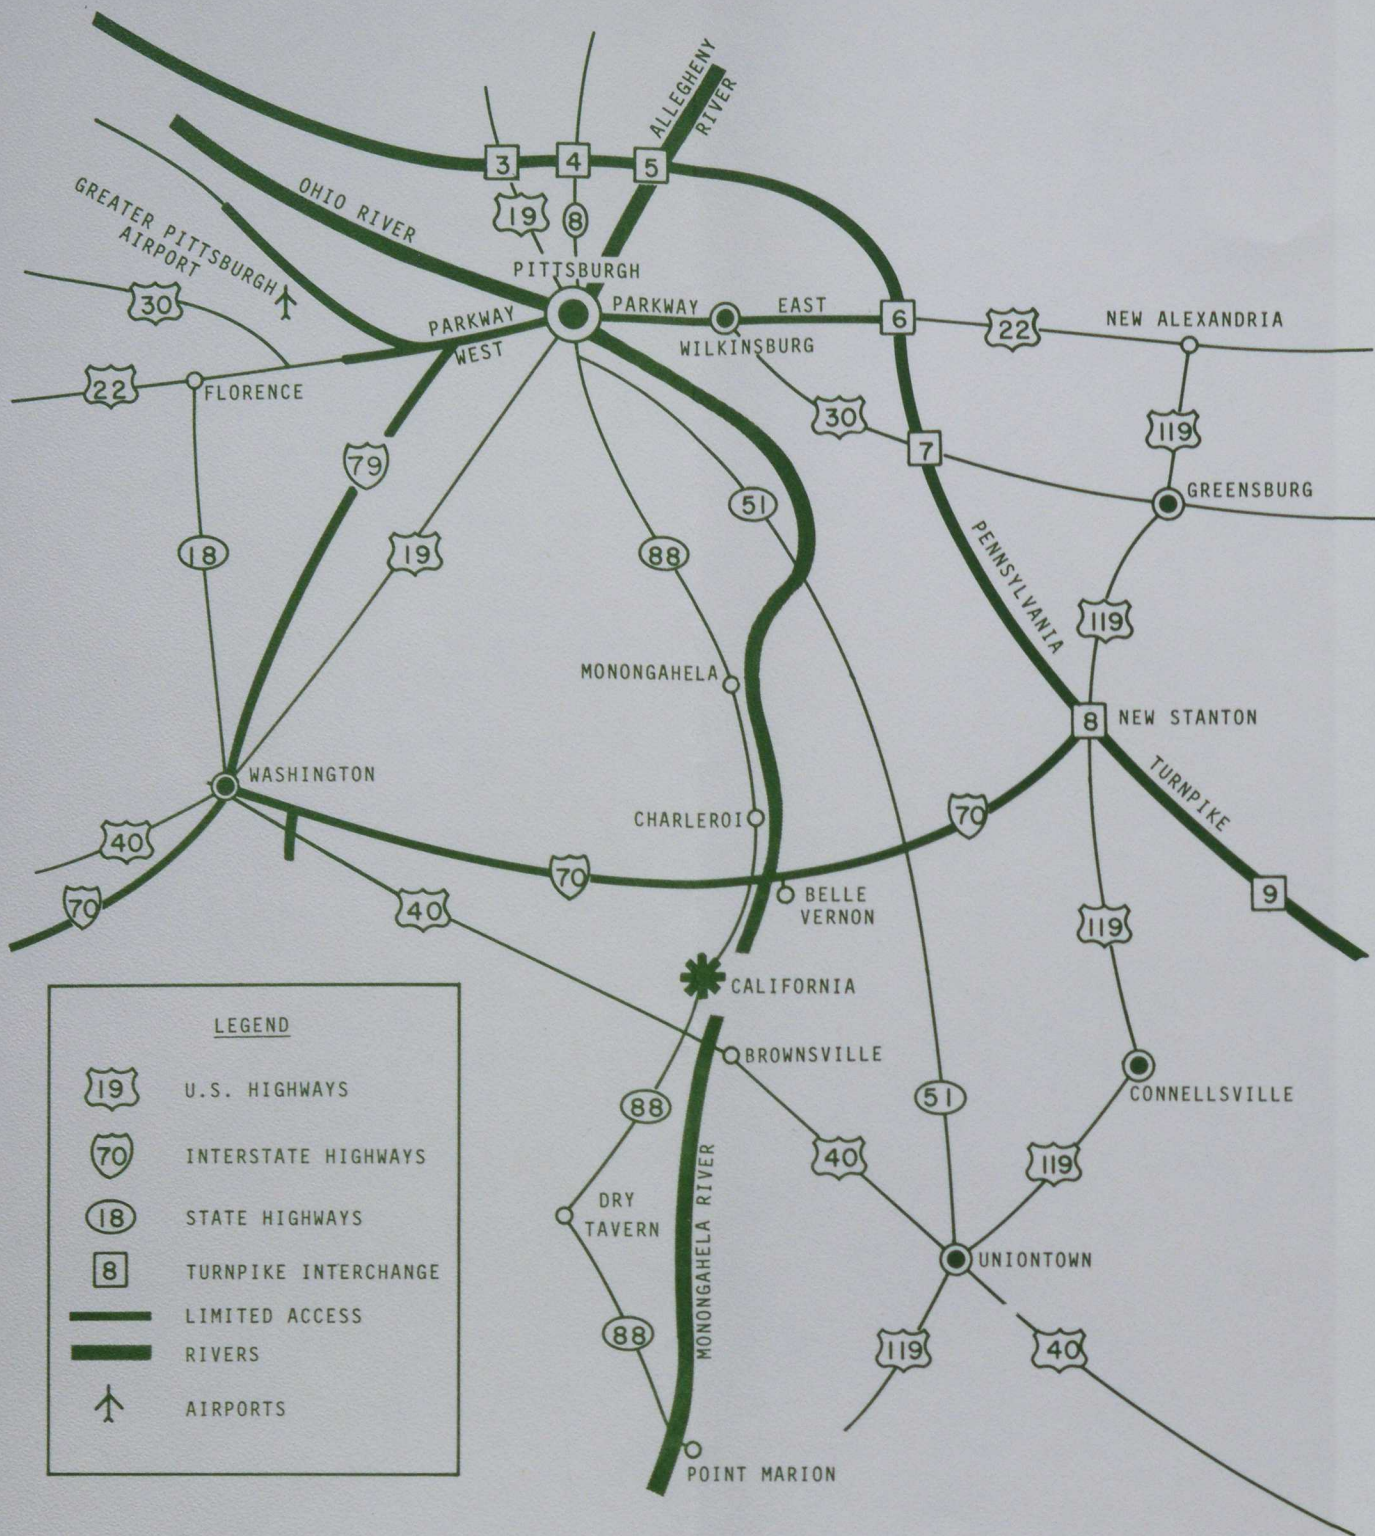 ALLEGHENY
RIVER
3
4
5
19
8
OHIO RIVER
GREATER PITTSBURGH
AIRPORT
PITTSBURGH
30
PARKWAY
WEST
PARKWAY
EAST
6
22
NEW ALEXANDRIA
WILKINSBURG
22
FLORENCE
30
7
119
79
GREENSBURG
51
18
19
88
PENNSYLVANIA
119
MONONGAHELA
8
NEW STANTON
WASHINGTON
TURNPIKE
CHARLEROI
70
40
70
70
40
BELLE
VERNON
9
119
CALIFORNIA
BROWNSVILLE
CONNELLSVILLE
88
51
40
119
DRY
TAVERN
MONONGAHELA RIVER
UNIONTOWN
88
119
40
POINT MARION
LEGEND
19 U.S. HIGHWAYS
70 INTERSTATE HIGHWAYS
18 STATE HIGHWAYS
8 TURNPIKE INTERCHANGE
LIMITED ACCESS
RIVERS
AIRPORTS